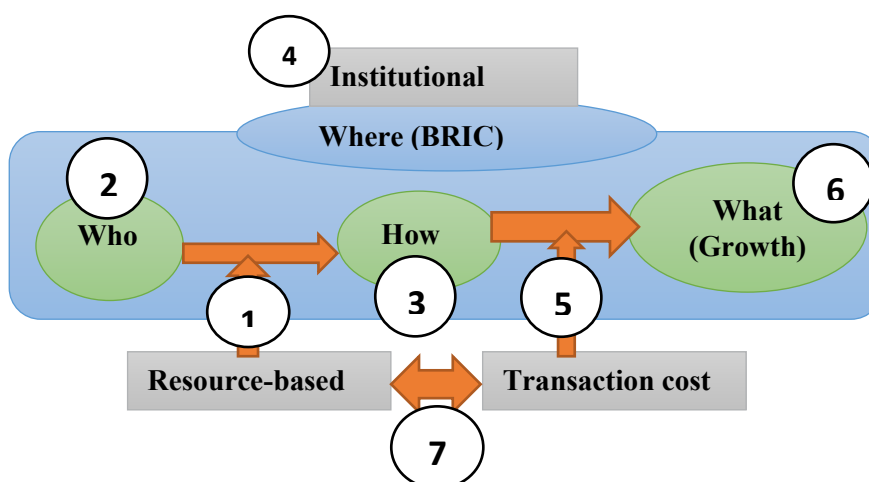 4
Institutional
Where (BRIC)
2
Who
How
What
(Growth)
6
1
3
5
Resource-based
Transaction cost
7